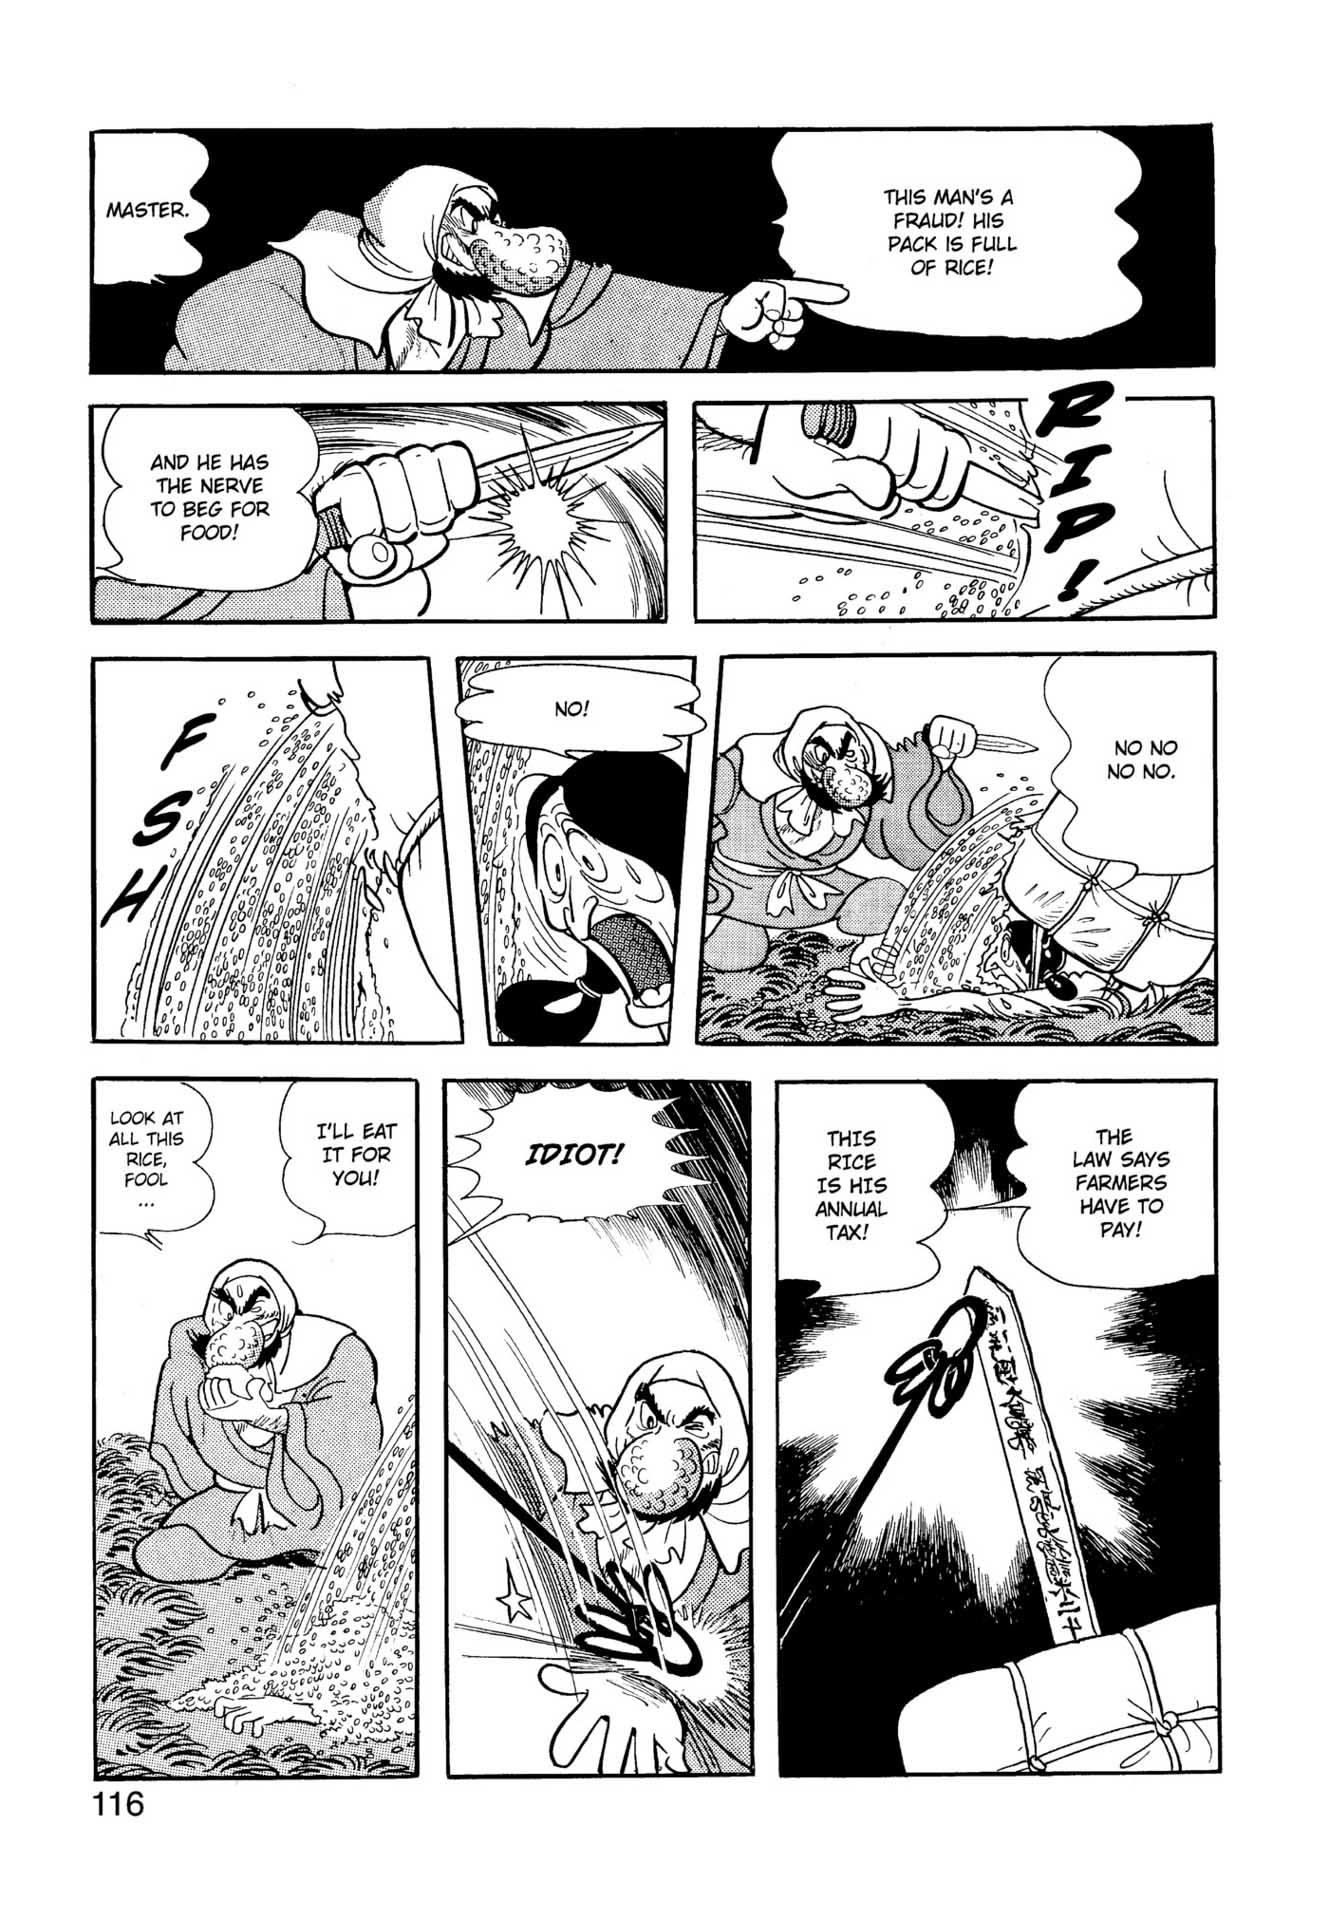 MASTER.
THIS MAN'S A
FRAUD! HIS
PACK IS FULL
OF RICE!
AND HE HAS
THE NERVE
TO BEG FOR
FOOD!
RIP!
FSH
NO!
NO NO
NO NO.
LOOK AT
ALL THIS
RICE,
FOOL
...
I'LL EAT
IT FOR
YOU!
IDIOT!
THIS
RICE
IS HIS
ANNUAL
TAX!
THE
LAW SAYS
FARMERS
HAVE TO
PAY!
116